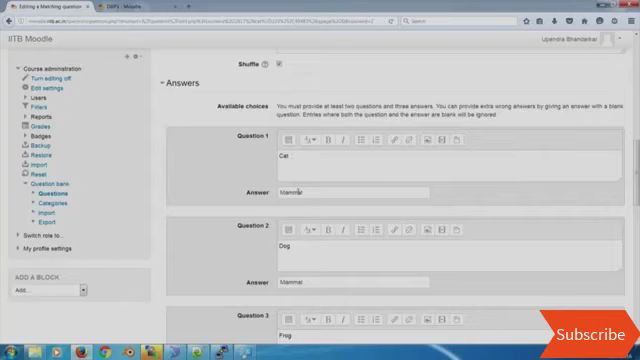 Editing a Matching question
IITB Moodle
Upendra Bhandarkar
Course administration
Turn editing off
Edit settings
Users
Filters
Reports
Grades
Badges
Backup
Restore
Import
Reset
Question bank
Questions
Categories
Import
Export
Switch role to...
My profile settings
ADD A BLOCK
Add...
Shuffle
Answers
Available choices
You must provide at least two questions and three answers. You can provide extra wrong answers by giving an answer with a blank
question. Entries where both the question and the answer are blank will be ignored
Question 1
Cat
Answer
Mammal
Question 2
Dog
Answer
Mammal
Question 3
Frog
Subscribe